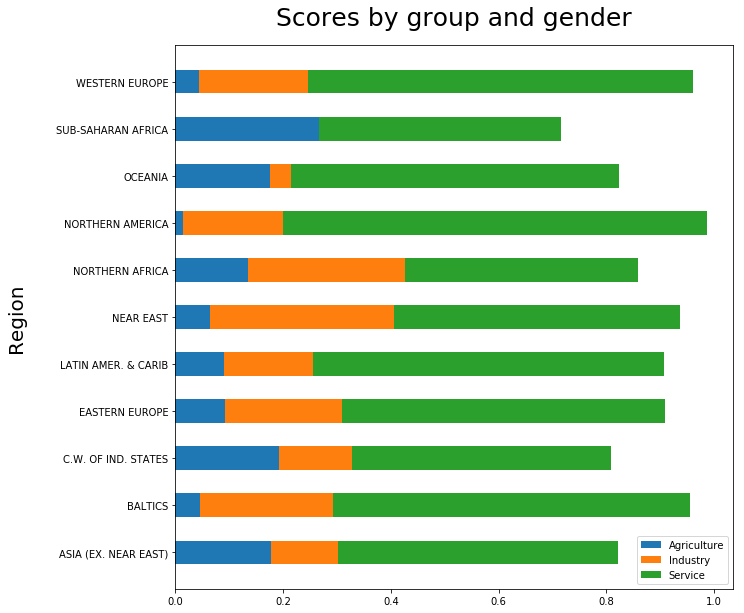 Scores by group and gender
Region
WESTERN EUROPE
SUB-SAHARAN AFRICA
OCEANIA
NORTHERN AMERICA
NORTHERN AFRICA
NEAR EAST
LATIN AMER. & CARIB
EASTERN EUROPE
C.W. OF IND. STATES
BALTICS
ASIA (EX. NEAR EAST)
Agriculture
Industry
Service
0.0 0.2 0.4 0.6 0.8 1.0